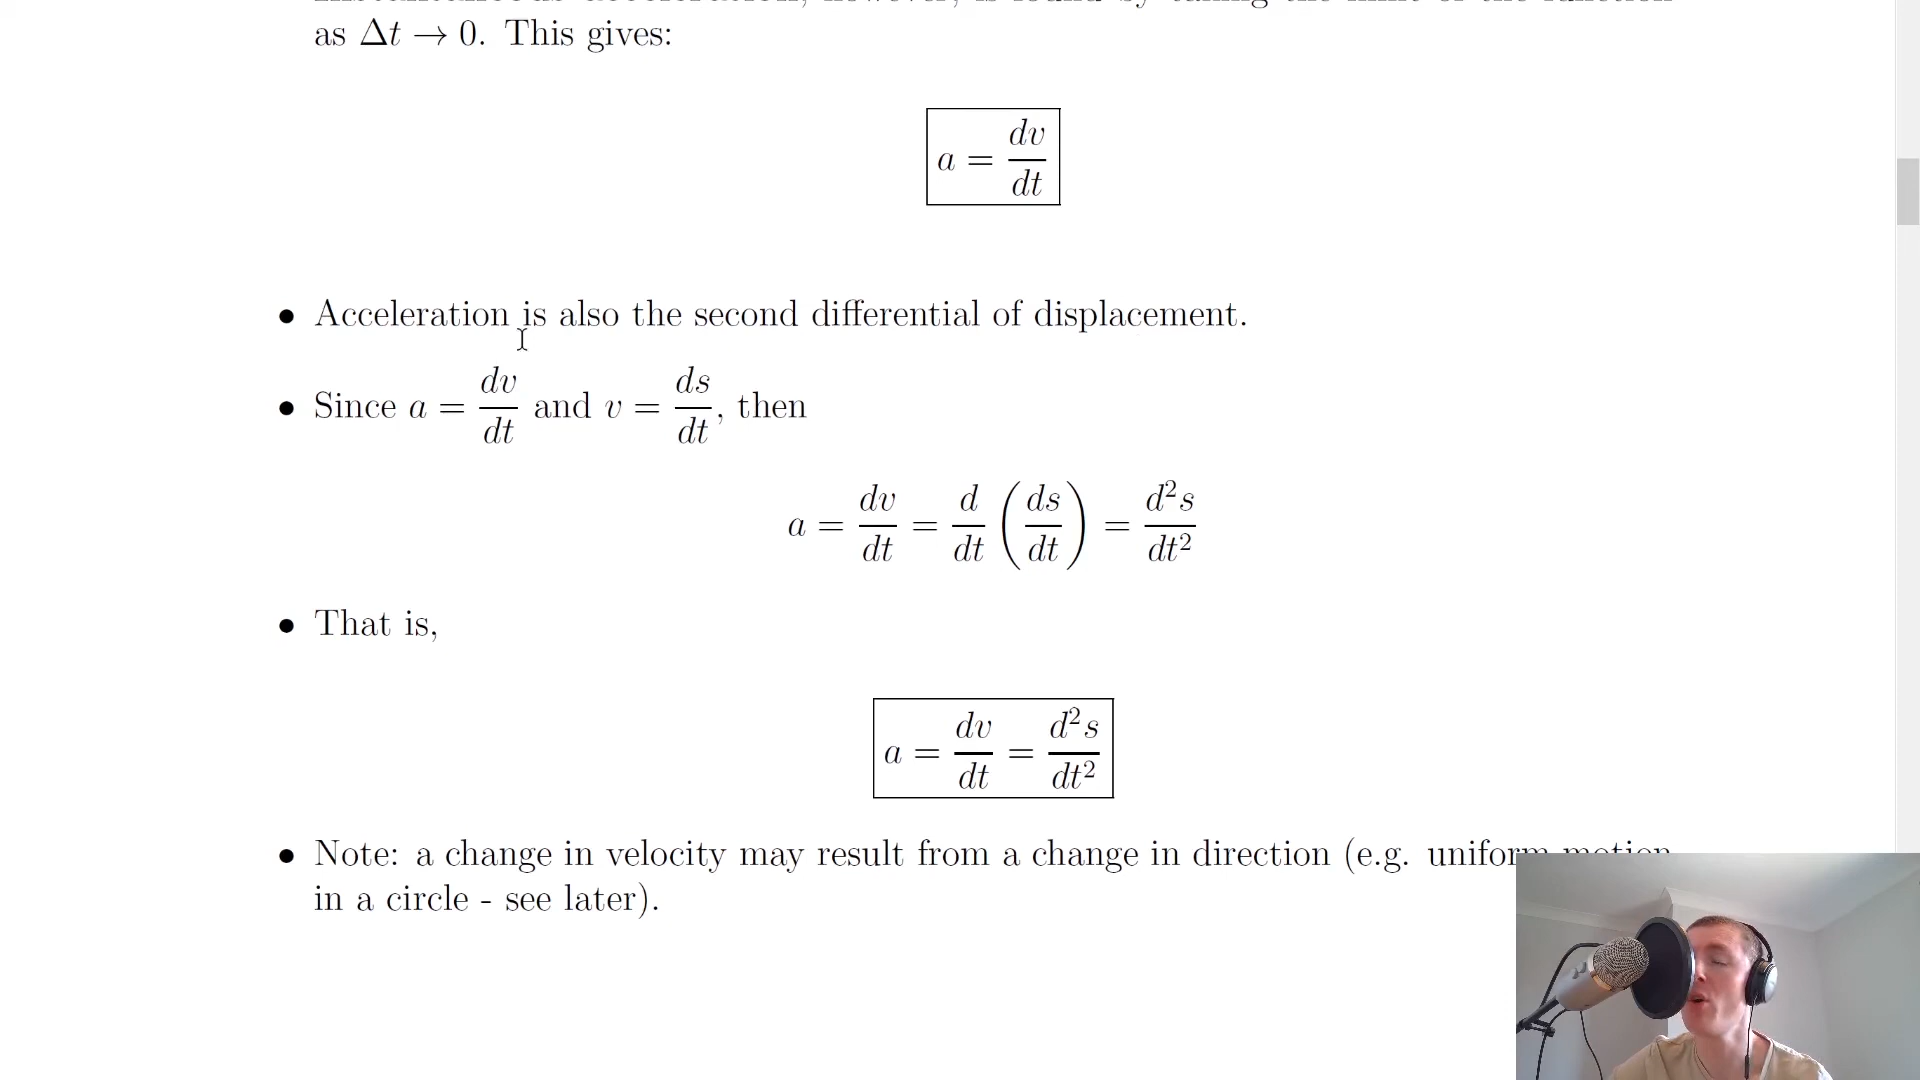 as Δt → 0. This gives:
a = dv/dt
• Acceleration is also the second differential of displacement.
• Since a = dv/dt and v = ds/dt, then
a = dv/dt = d/dt (ds/dt) = d²s/dt²
• That is,
a = dv/dt = d²s/dt²
• Note: a change in velocity may result from a change in direction (e.g. uniform motion
in a circle - see later).